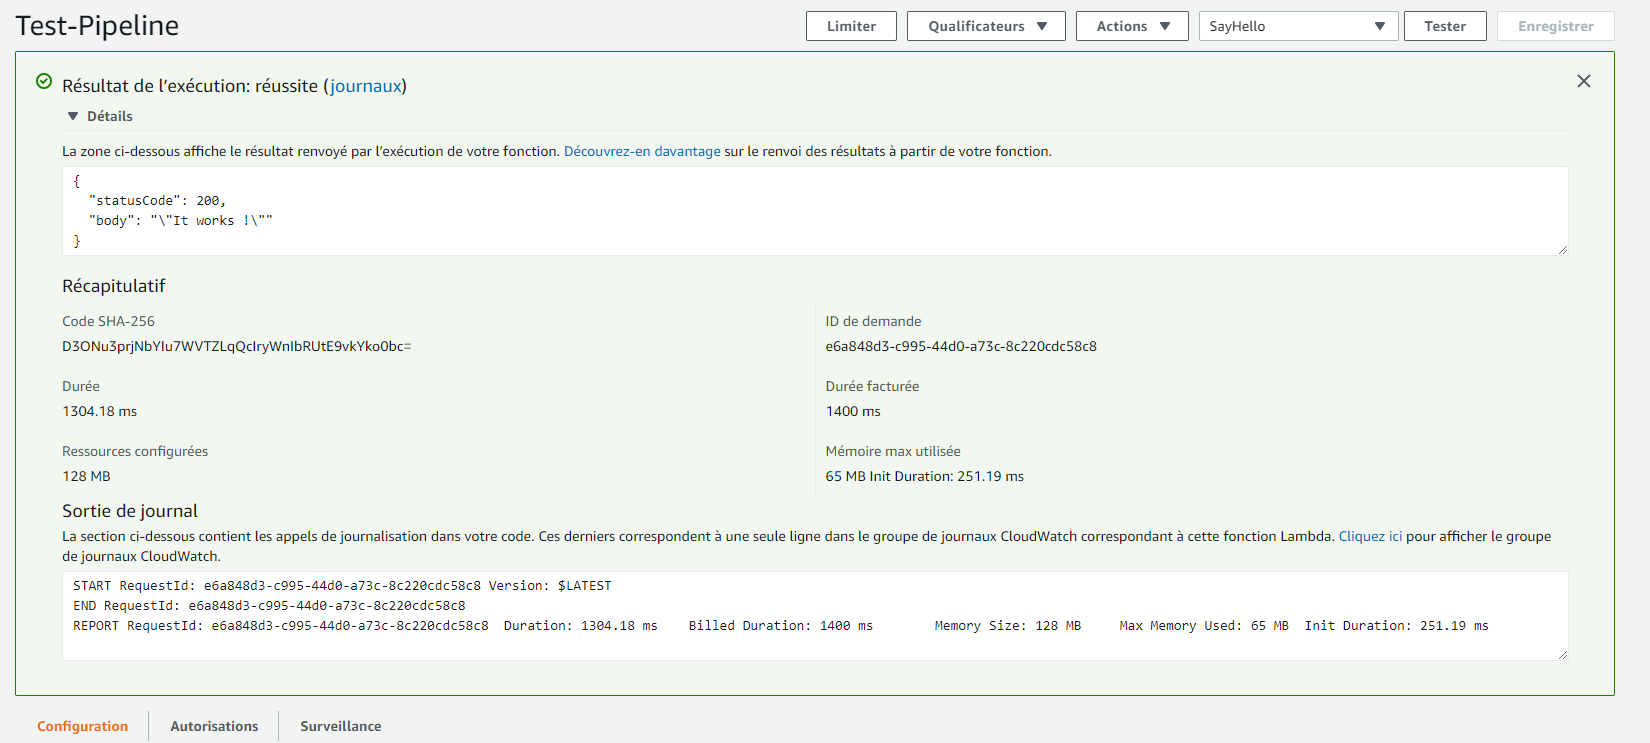 Test-Pipeline
Limiter
Qualificateurs
Actions
SayHello
Tester
Enregistrer
Résultat de l'exécution: réussite (journaux)
Détails
La zone ci-dessous affiche le résultat renvoyé par l'exécution de votre fonction. Découvrez-en davantage sur le renvoi des résultats à partir de votre fonction.
{
"statusCode": 200,
"body": "\"It works !\""
}
Récapitulatif
Code SHA-256
D3ONu3prjNbYIu7WVTZLqQcIryWnIbRUtE9vkYko0bc=
ID de demande
e6a848d3-c995-44d0-a73c-8c220cdc58c8
Durée
1304.18 ms
Durée facturée
1400 ms
Ressources configurées
128 MB
Mémoire max utilisée
65 MB Init Duration: 251.19 ms
Sortie de journal
La section ci-dessous contient les appels de journalisation dans votre code. Ces derniers correspondent à une seule ligne dans le groupe de journaux CloudWatch correspondant à cette fonction Lambda. Cliquez ici pour afficher le groupe
de journaux CloudWatch.
START RequestId: e6a848d3-c995-44d0-a73c-8c220cdc58c8 Version: $LATEST
END RequestId: e6a848d3-c995-44d0-a73c-8c220cdc58c8
REPORT RequestId: e6a848d3-c995-44d0-a73c-8c220cdc58c8 Duration: 1304.18 ms Billed Duration: 1400 ms Memory Size: 128 MB Max Memory Used: 65 MB Init Duration: 251.19 ms
Configuration
Autorisations
Surveillance